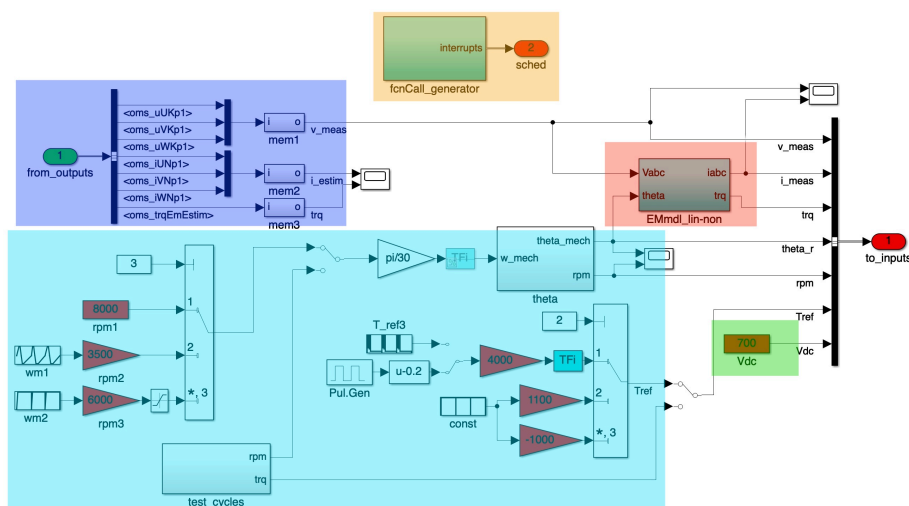 interrupts
2
sched
fcnCall_generator
<oms_uUKp1>
<oms_uVKp1>
<oms_uWKp1>
<oms_iUNp1>
<oms_iVNp1>
<oms_iWNp1>
<oms_trqEmEstim>
1
from_outputs
i o
v_meas
mem1
i o
i_estim
mem2
i o
trq
mem3
Vabc
theta
iabc
trq
EMmdl_lin-non
v_meas
i_meas
trq
theta_r
rpm
Tref
Vdc
1
to_inputs
3
8000
rpm1
wm1
3500
rpm2
wm2
6000
rpm3
1
2
*, 3
pi/30
TFi
w_mech
theta_mech
rpm
theta
2
T_ref3
Pul.Gen
u-0.2
4000
TFi
const
1100
-1000
1
2
*, 3
Tref
700
Vdc
rpm
trq
test_cycles